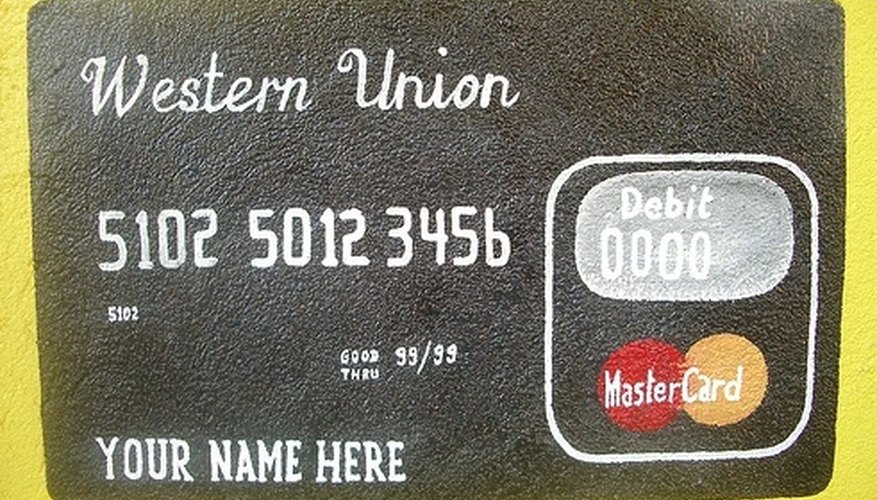 Western Union
5102 5012 3456 0000
Debit
5102
GOOD THRU 99/99
MasterCard
YOUR NAME HERE